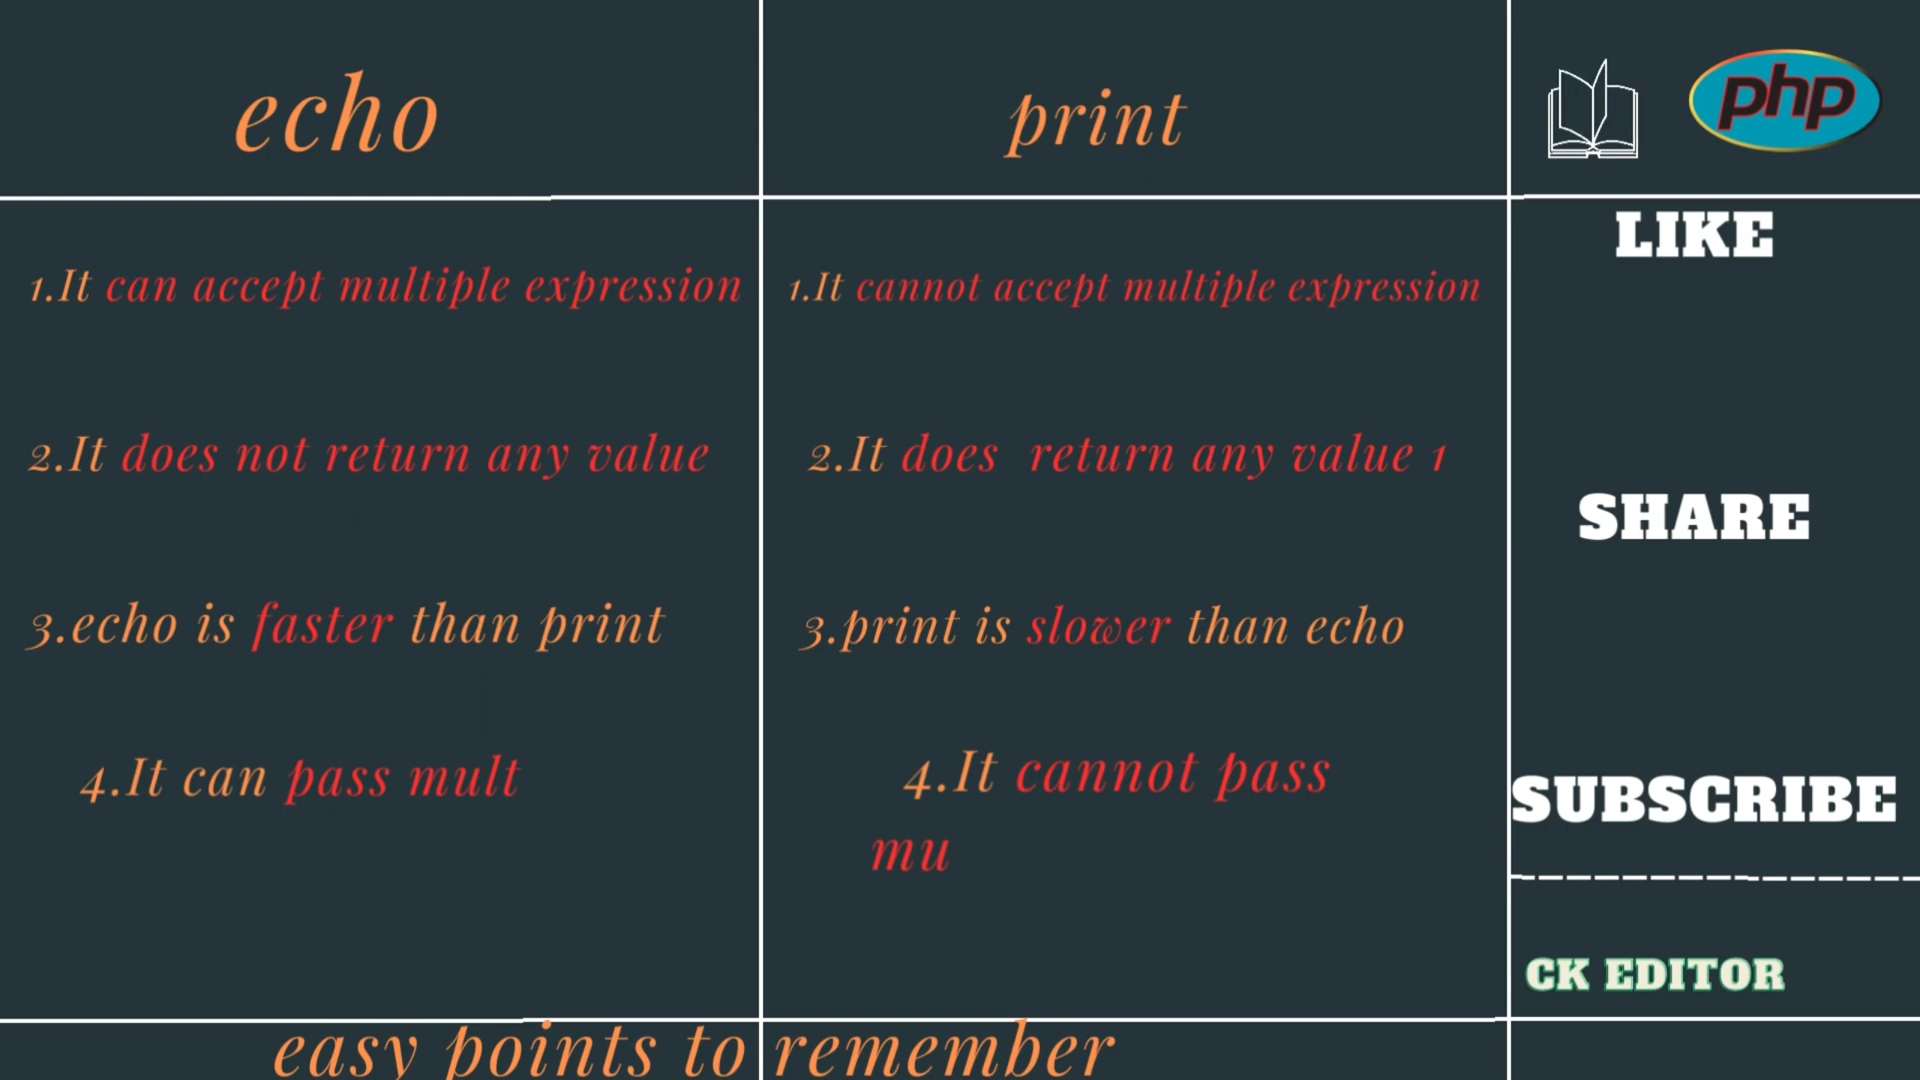 echo
print
php
1.It can accept multiple expression
1.It cannot accept multiple expression
2.It does not return any value
2.It does  return any value 1
3.echo is faster than print
3.print is slower than echo
4.It can pass mult
4.It cannot pass
mu
LIKE
SHARE
SUBSCRIBE
CK EDITOR
easy points to remember